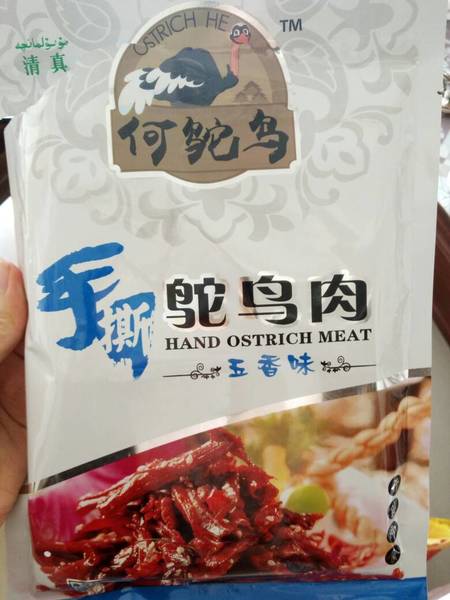 مۇسۇلمانچە
清真
OSTRICH HE
TM
何鸵鸟
手撕
鸵鸟肉
HAND OSTRICH MEAT
五香味